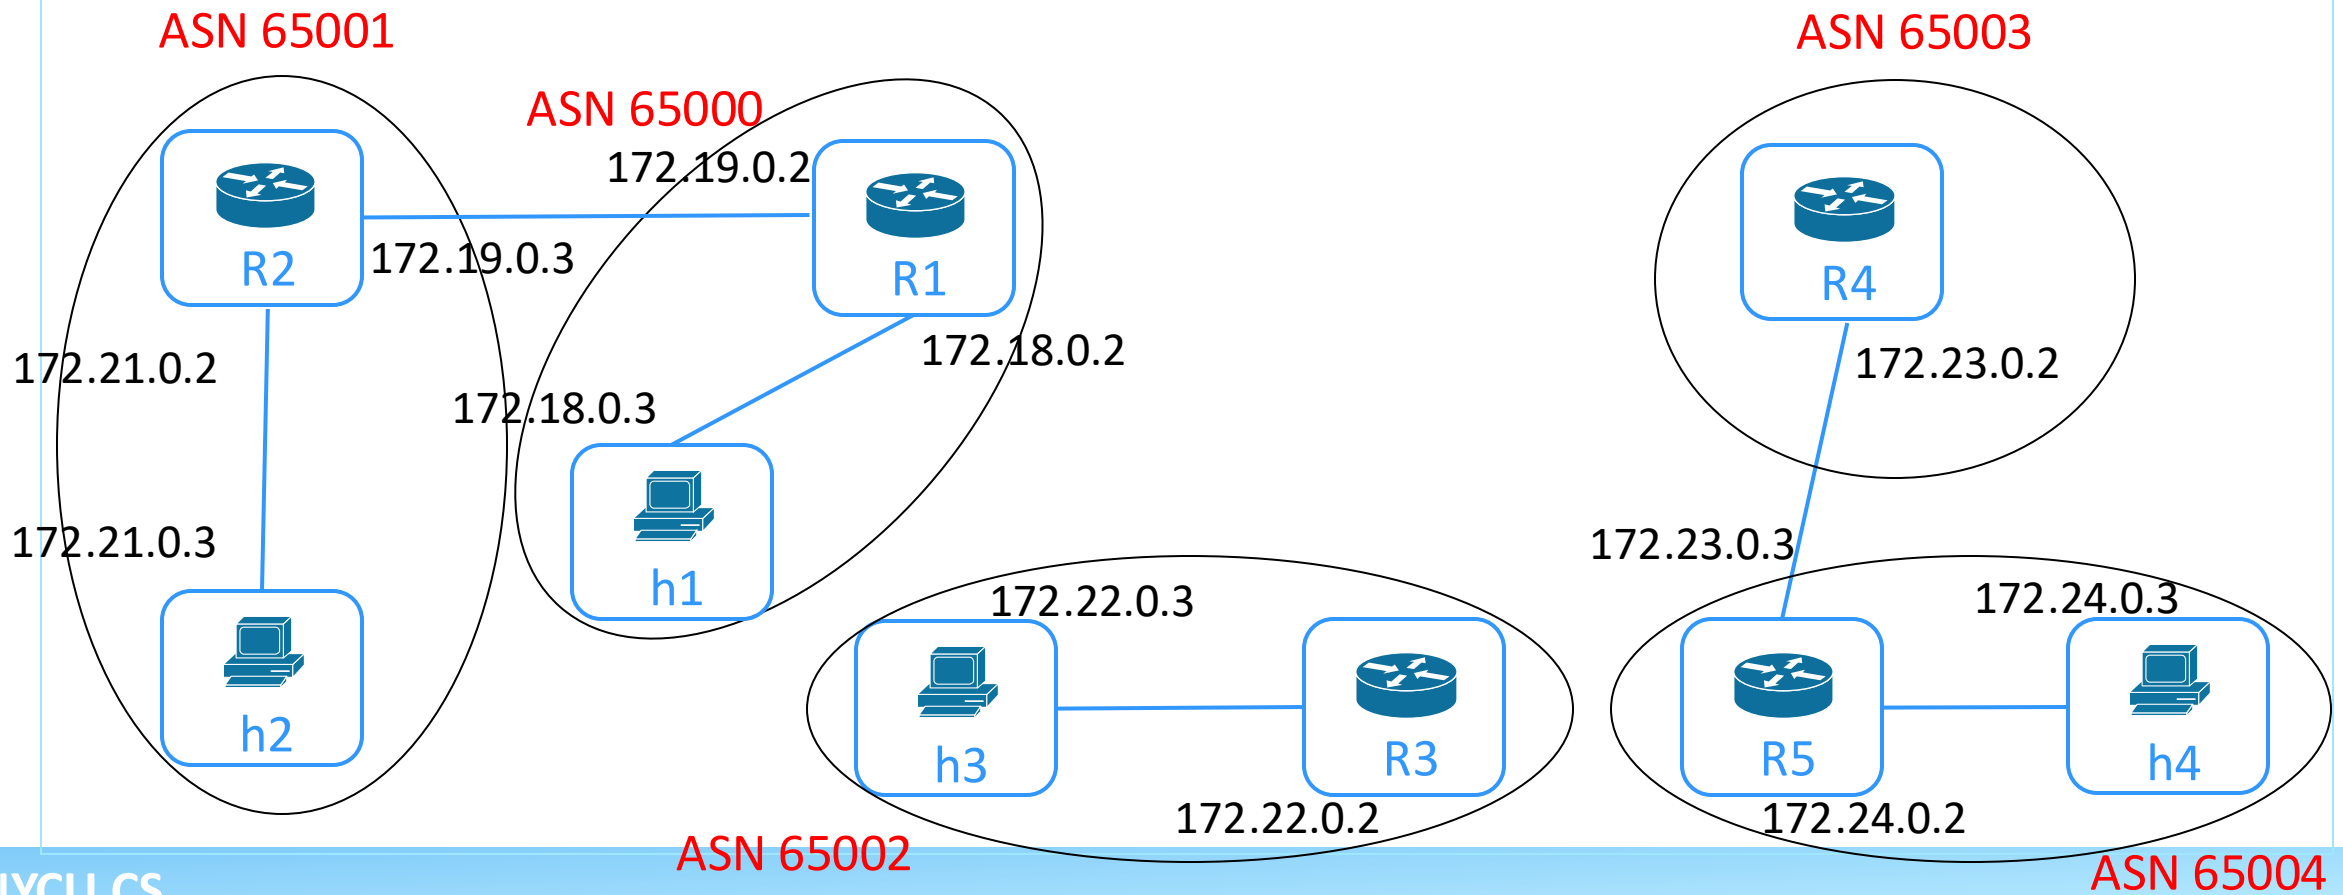 ASN 65001
ASN 65003
ASN 65000
172.19.0.2
R2
172.19.0.3
R1
R4
172.21.0.2
172.18.0.2
172.23.0.2
172.18.0.3
172.21.0.3
172.23.0.3
h1
172.22.0.3
172.24.0.3
h2
h3
R3
R5
h4
172.22.0.2
172.24.0.2
ASN 65002
ASN 65004
CS